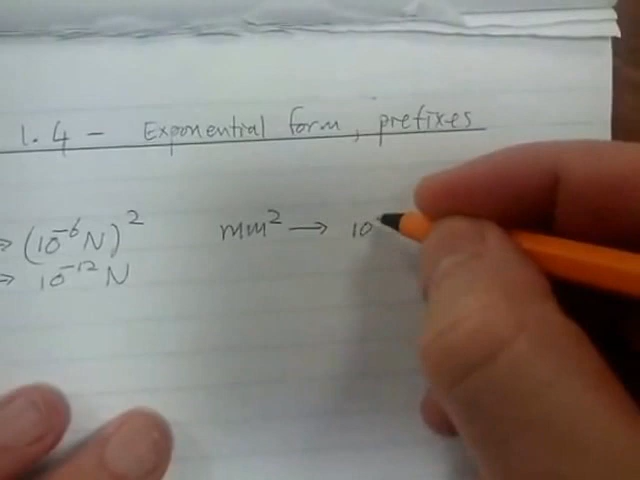 1.4 - Exponential form, prefixes
→ (10⁻⁶N)²
→ 10⁻¹²N
mm² → 10